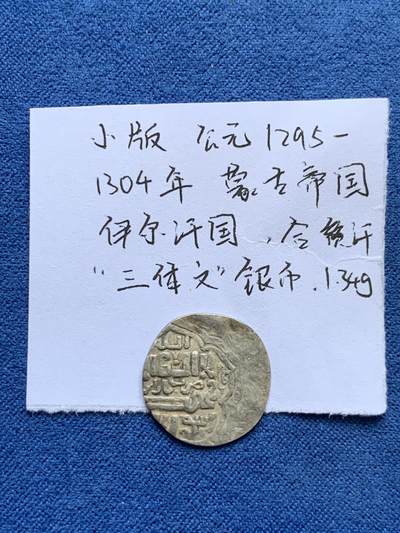 小版 公元1295-
1304年 蒙古帝国
伊尔汗国，合赞汗
“三体文”银币.1.34g